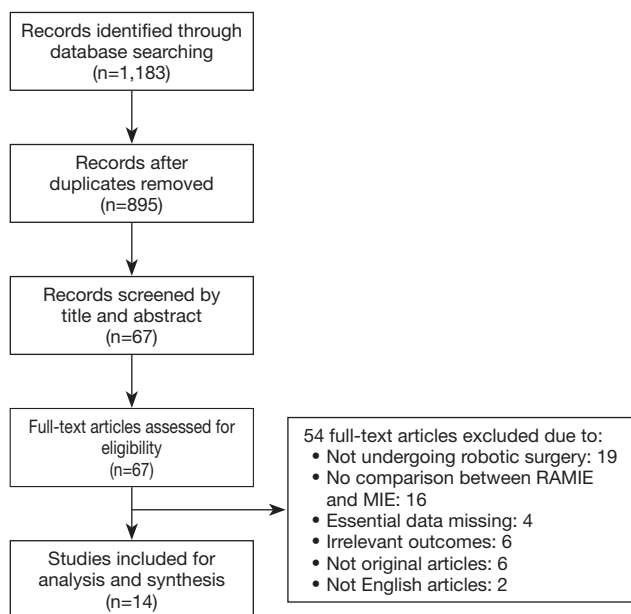 Records identified through
database searching
(n=1,183)
Records after
duplicates removed
(n=895)
Records screened by
title and abstract
(n=67)
Full-text articles assessed for
eligibility
(n=67)
54 full-text articles excluded due to:
• Not undergoing robotic surgery: 19
• No comparison between RAMIE
and MIE: 16
• Essential data missing: 4
• Irrelevant outcomes: 6
• Not original articles: 6
• Not English articles: 2
Studies included for
analysis and synthesis
(n=14)